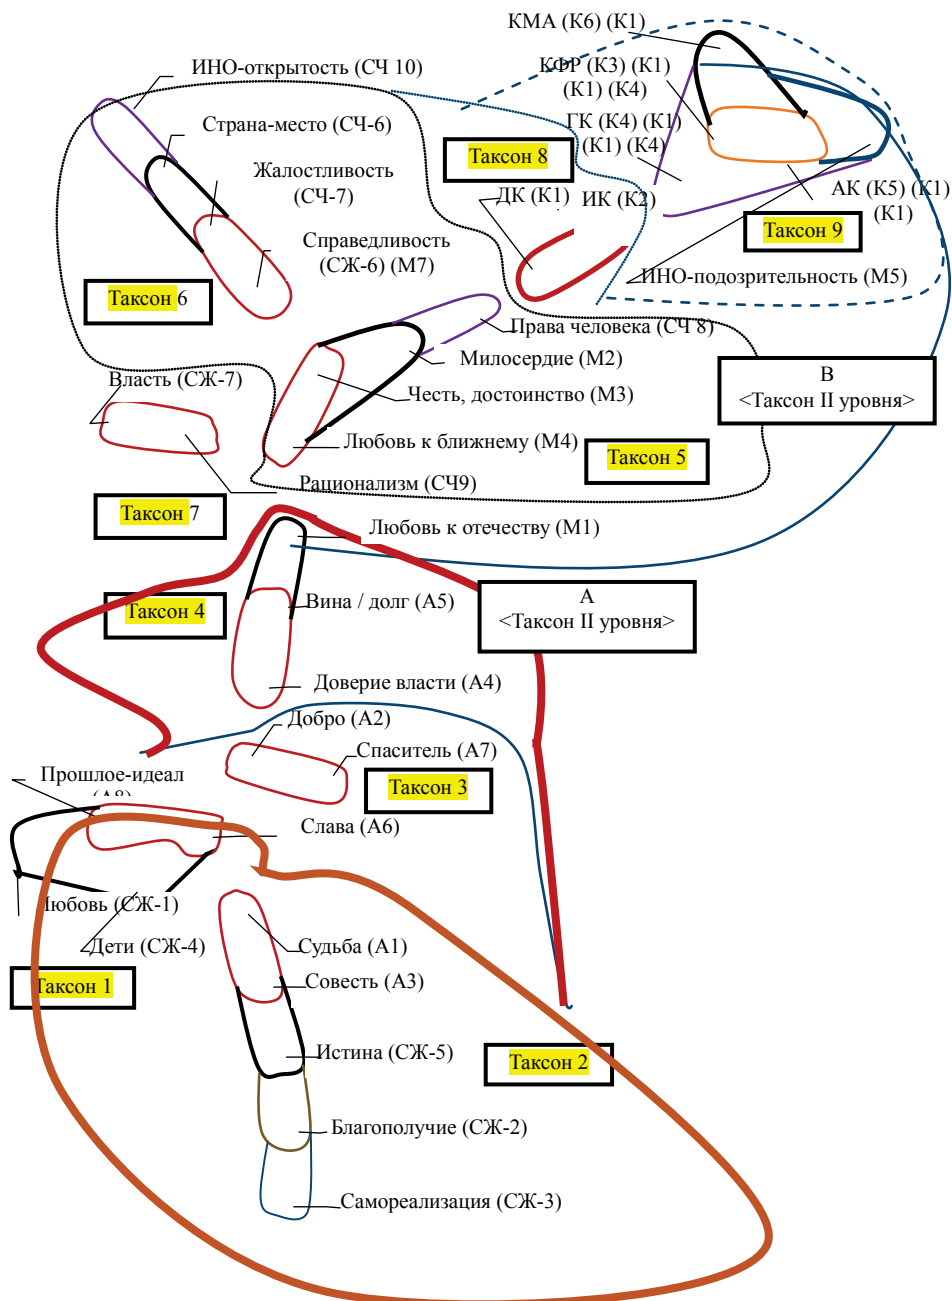 КМА (К6) (К1)
ИНО-открытость (СЧ 10)
КФР (К3) (К1)
(К1) (К4)
Страна-место (СЧ-6)
ГК (К4) (К1)
(К1) (К4)
Таксон 8
Жалостливость
(СЧ-7)
ДК (К1)
ИК (К2)
АК (К5) (К1)
(К1)
Таксон 9
Справедливость
(СЖ-6) (М7)
ИНО-подозрительность (М5)
Таксон 6
Права человека (СЧ 8)
Милосердие (М2)
В
<Таксон II уровня>
Власть (СЖ-7)
Честь, достоинство (М3)
Любовь к ближнему (М4)
Таксон 5
Рационализм (СЧ9)
Таксон 7
Любовь к отечеству (М1)
А
<Таксон II уровня>
Таксон 4
Вина / долг (А5)
Доверие власти (А4)
Добро (А2)
Спаситель (А7)
Прошлое-идеал
(А8)
Таксон 3
Слава (А6)
Любовь (СЖ-1)
Дети (СЖ-4)
Судьба (А1)
Таксон 1
Совесть (А3)
Истина (СЖ-5)
Таксон 2
Благополучие (СЖ-2)
Самореализация (СЖ-3)